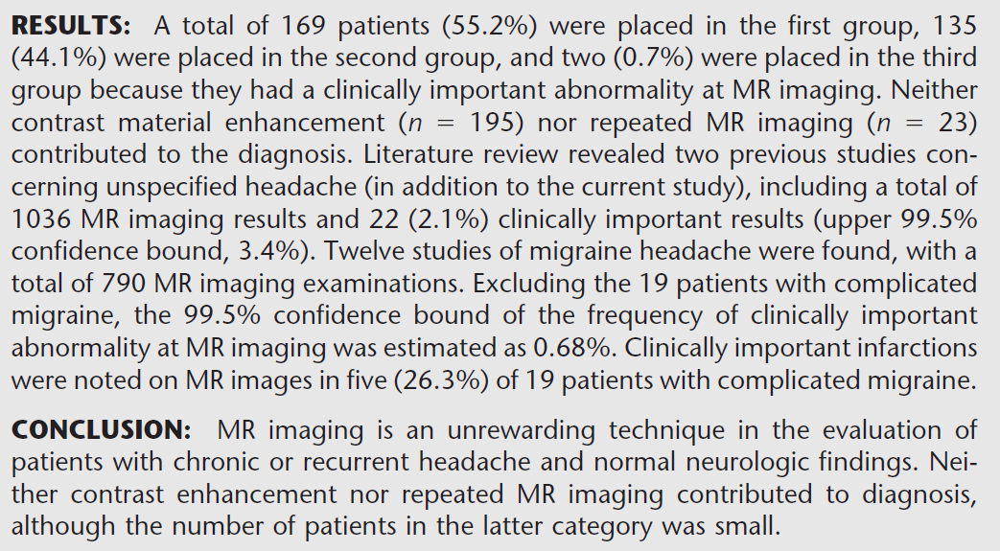 RESULTS: A total of 169 patients (55.2%) were placed in the first group, 135
(44.1%) were placed in the second group, and two (0.7%) were placed in the third
group because they had a clinically important abnormality at MR imaging. Neither
contrast material enhancement (n = 195) nor repeated MR imaging (n = 23)
contributed to the diagnosis. Literature review revealed two previous studies con-
cerning unspecified headache (in addition to the current study), including a total of
1036 MR imaging results and 22 (2.1%) clinically important results (upper 99.5%
confidence bound, 3.4%). Twelve studies of migraine headache were found, with a
total of 790 MR imaging examinations. Excluding the 19 patients with complicated
migraine, the 99.5% confidence bound of the frequency of clinically important
abnormality at MR imaging was estimated as 0.68%. Clinically important infarctions
were noted on MR images in five (26.3%) of 19 patients with complicated migraine.
CONCLUSION: MR imaging is an unrewarding technique in the evaluation of
patients with chronic or recurrent headache and normal neurologic findings. Nei-
ther contrast enhancement nor repeated MR imaging contributed to diagnosis,
although the number of patients in the latter category was small.